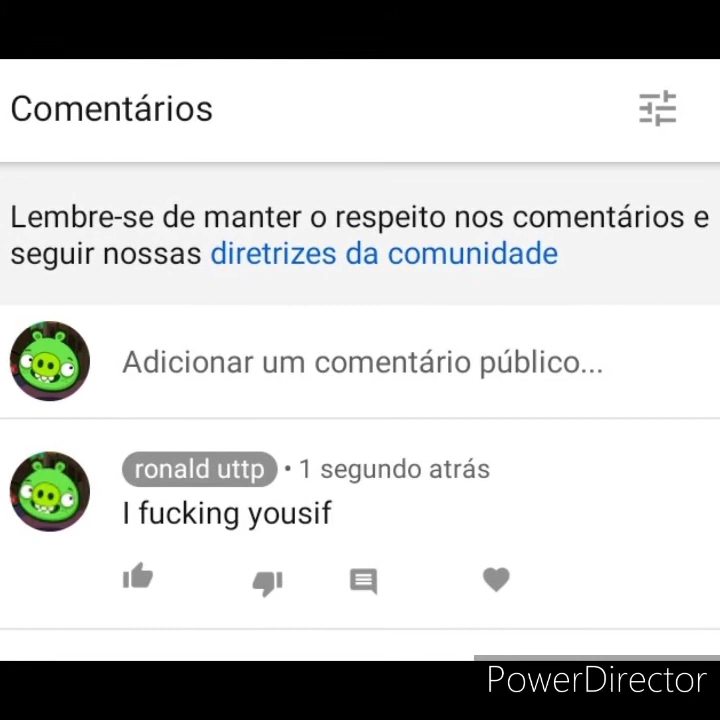 Comentários
Lembre-se de manter o respeito nos comentários e
seguir nossas diretrizes da comunidade
Adicionar um comentário público...
ronald uttp • 1 segundo atrás
I fucking yousif
PowerDirector